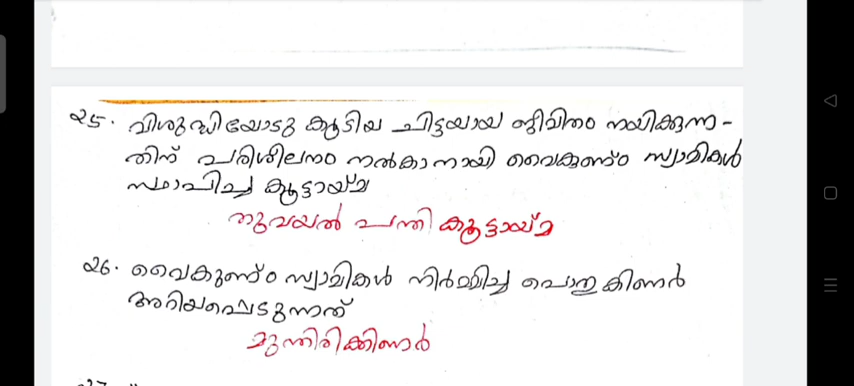 25. വിശുദ്ധിയോടു കൂടിയ ചിട്ടയായ ജീവിതം നയിക്കുന്ന-
തിന് പരിശീലനം നൽകാനായി വൈകുണ്ഠ സ്വാമികൾ
സ്ഥാപിച്ച കൂട്ടായ്മ
തുവയൽ പന്തി കൂട്ടായ്മ
26. വൈകുണ്ഠ സ്വാമികൾ നിർമ്മിച്ച പൊതുകിണർ
അറിയപ്പെടുന്നത്
മുന്തിരിക്കിണർ